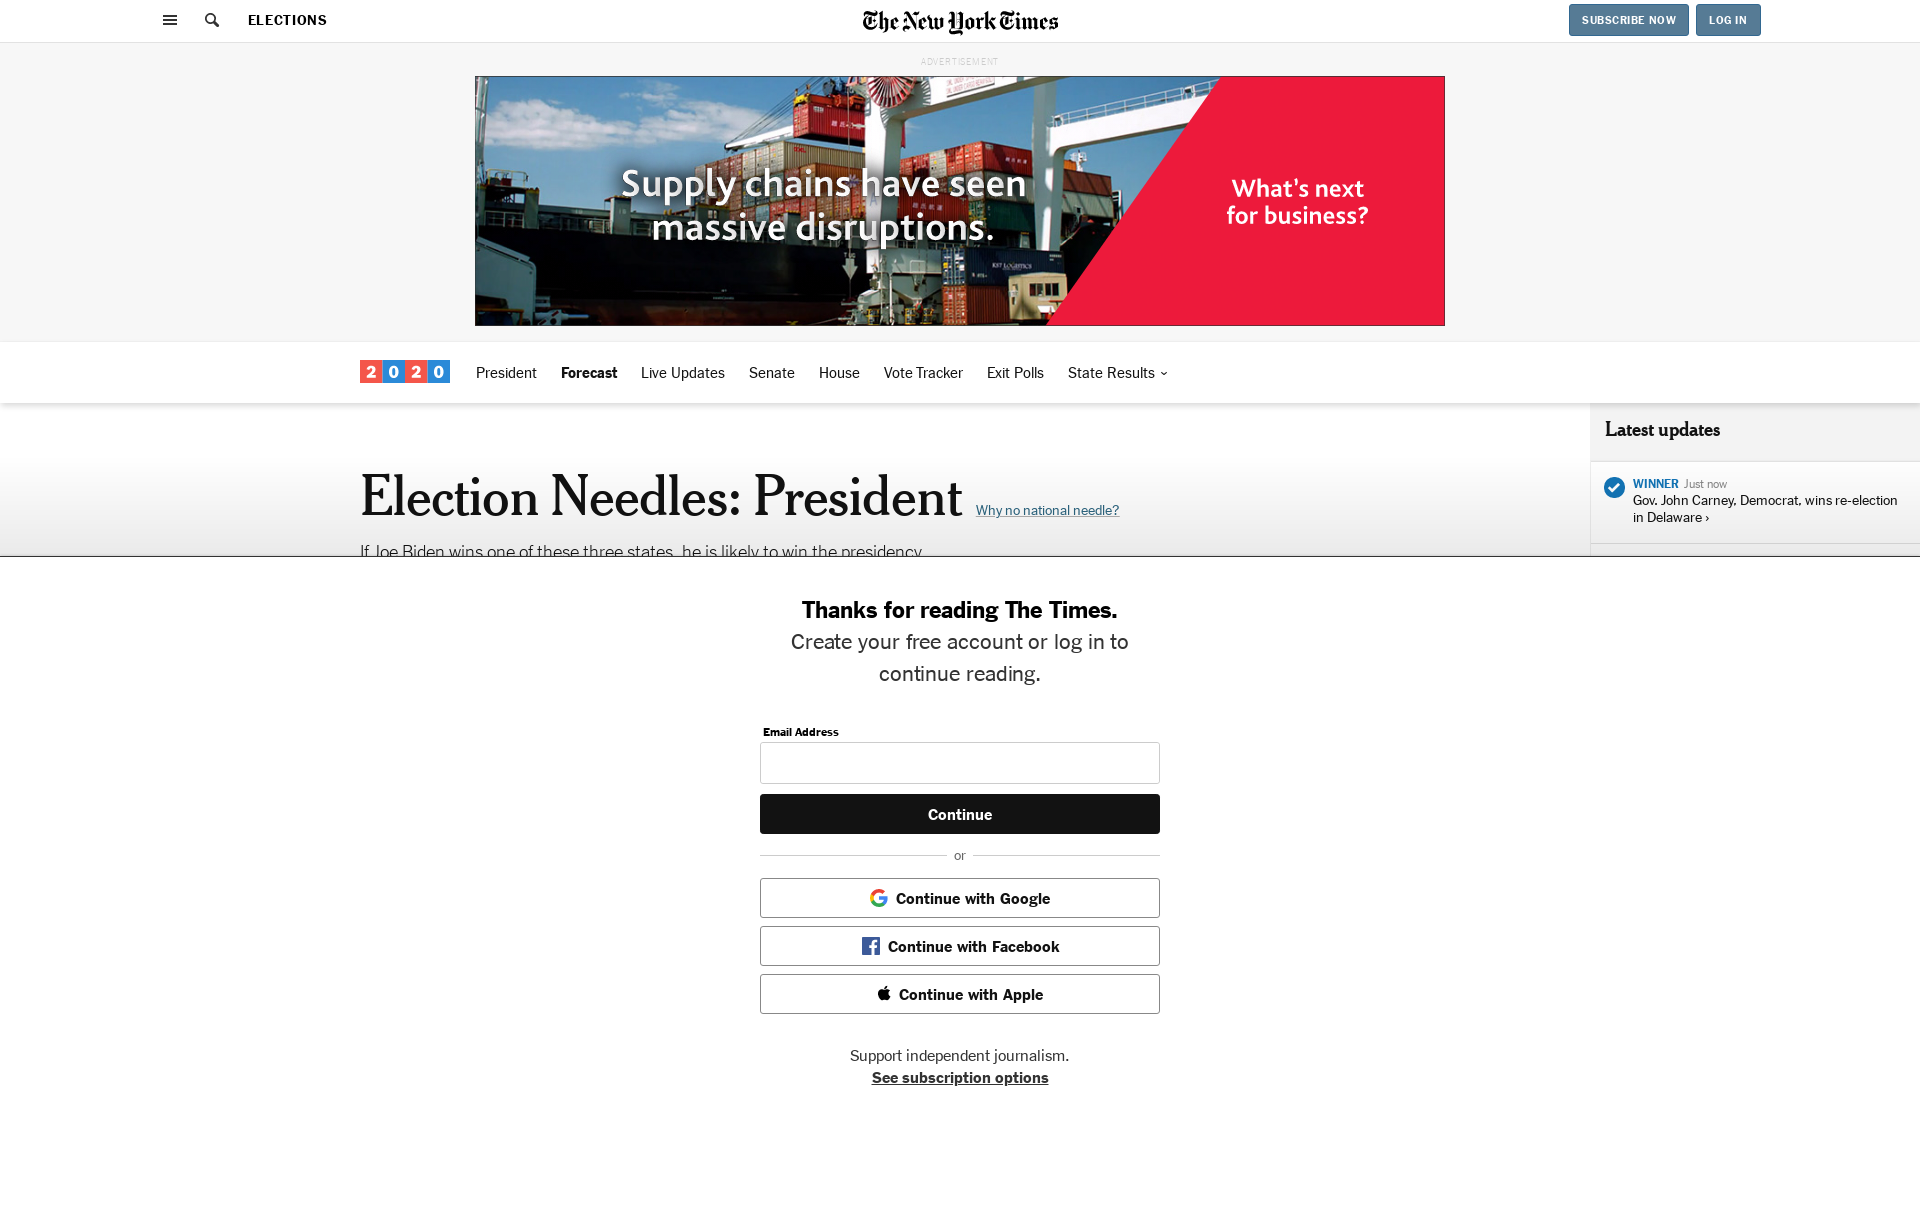 ELECTIONS
The New York Times
SUBSCRIBE NOW
LOG IN
ADVERTISEMENT
Supply chains have seen
massive disruptions.
What's next
for business?
2020
President
Forecast
Live Updates
Senate
House
Vote Tracker
Exit Polls
State Results
Latest updates
Election Needles: President
Why no national needle?
WINNER Just now
Gov. John Carney, Democrat, wins re-election
in Delaware ›
If Joe Biden wins one of these three states, he is likely to win the presidency
Thanks for reading The Times.
Create your free account or log in to
continue reading.
Email Address
Continue
or
Continue with Google
Continue with Facebook
Continue with Apple
Support independent journalism.
See subscription options